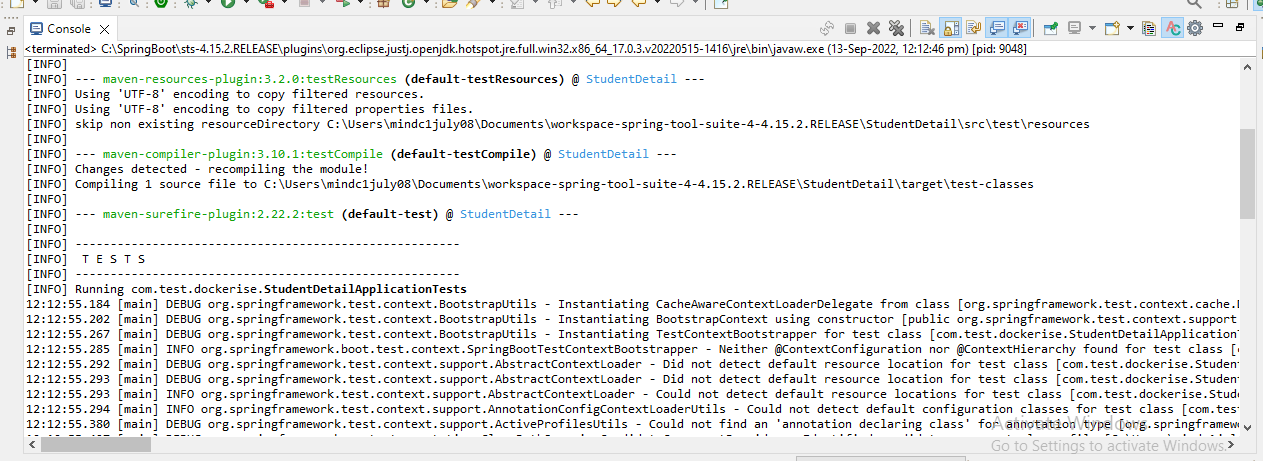 Console
<terminated> C:\SpringBoot\sts-4.15.2.RELEASE\plugins\org.eclipse.justj.openjdk.hotspot.jre.full.win32.x86_64_17.0.3.v20220515-1416\jre\bin\javaw.exe (13-Sep-2022, 12:12:46 pm) [pid: 9048]
[INFO]
[INFO] --- maven-resources-plugin:3.2.0:testResources (default-testResources) @ StudentDetail ---
[INFO] Using 'UTF-8' encoding to copy filtered resources.
[INFO] Using 'UTF-8' encoding to copy filtered properties files.
[INFO] skip non existing resourceDirectory C:\Users\mindc1july08\Documents\workspace-spring-tool-suite-4-4.15.2.RELEASE\StudentDetail\src\test\resources
[INFO]
[INFO] --- maven-compiler-plugin:3.10.1:testCompile (default-testCompile) @ StudentDetail ---
[INFO] Changes detected - recompiling the module!
[INFO] Compiling 1 source file to C:\Users\mindc1july08\Documents\workspace-spring-tool-suite-4-4.15.2.RELEASE\StudentDetail\target\test-classes
[INFO]
[INFO] --- maven-surefire-plugin:2.22.2:test (default-test) @ StudentDetail ---
[INFO]
[INFO] -------------------------------------------------------
[INFO]  T E S T S
[INFO] -------------------------------------------------------
[INFO] Running com.test.dockerise.StudentDetailApplicationTests
12:12:55.184 [main] DEBUG org.springframework.test.context.BootstrapUtils - Instantiating CacheAwareContextLoaderDelegate from class [org.springframework.test.context.cache.
12:12:55.202 [main] DEBUG org.springframework.test.context.BootstrapUtils - Instantiating BootstrapContext using constructor [public org.springframework.test.context.support
12:12:55.267 [main] DEBUG org.springframework.test.context.BootstrapUtils - Instantiating TestContextBootstrapper for test class [com.test.dockerise.StudentDetailApplication
12:12:55.285 [main] INFO org.springframework.boot.test.context.SpringBootTestContextBootstrapper - Neither @ContextConfiguration nor @ContextHierarchy found for test class [
12:12:55.292 [main] DEBUG org.springframework.test.context.support.AbstractContextLoader - Did not detect default resource location for test class [com.test.dockerise.Studen
12:12:55.293 [main] DEBUG org.springframework.test.context.support.AbstractContextLoader - Did not detect default resource location for test class [com.test.dockerise.Studen
12:12:55.293 [main] INFO org.springframework.test.context.support.AbstractContextLoader - Could not detect default resource locations for test class [com.test.dockerise.Stud
12:12:55.294 [main] INFO org.springframework.test.context.support.AnnotationConfigContextLoaderUtils - Could not detect default configuration classes for test class [com.tes
12:12:55.380 [main] DEBUG org.springframework.test.context.support.ActiveProfilesUtils - Could not find an 'annotation declaring class' for annotation type [org.springframew
Activate Windows
Go to Settings to activate Windows.